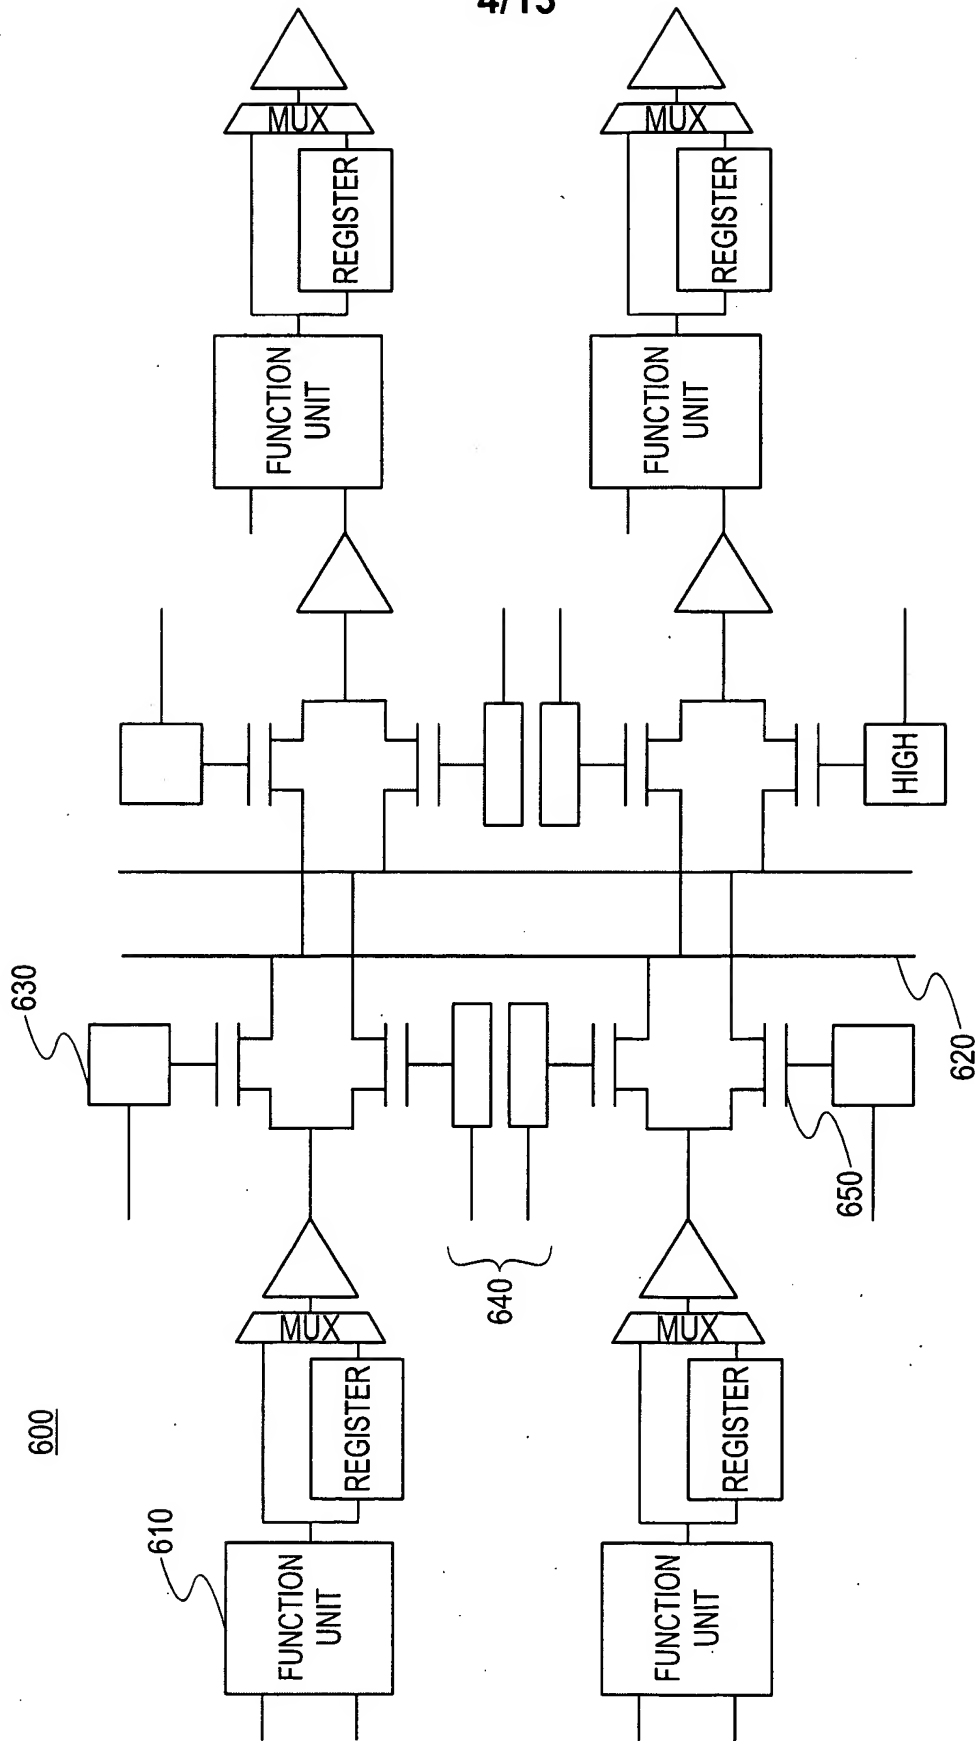 4/13
MUX
MUX
REGISTER
REGISTER
FUNCTION
UNIT
FUNCTION
UNIT
HIGH
630
620
650
640
MUX
MUX
600
REGISTER
REGISTER
610
FUNCTION
UNIT
FUNCTION
UNIT